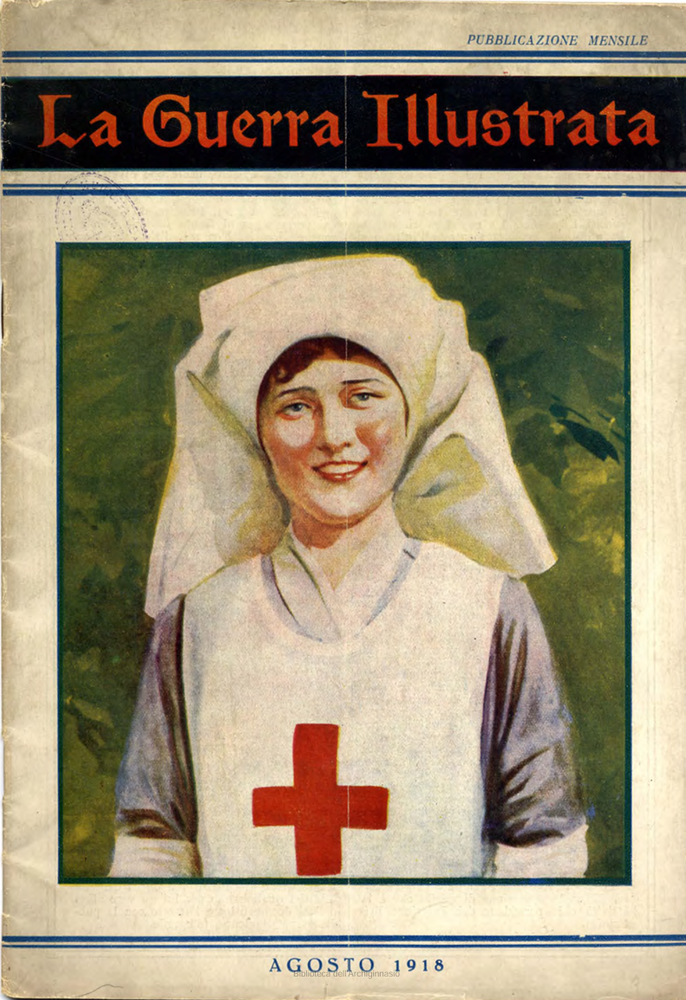 PUBBLICAZIONE MENSILE
La Guerra Illustrata
AGOSTO 1918
Biblioteca dell'Archiginnasio